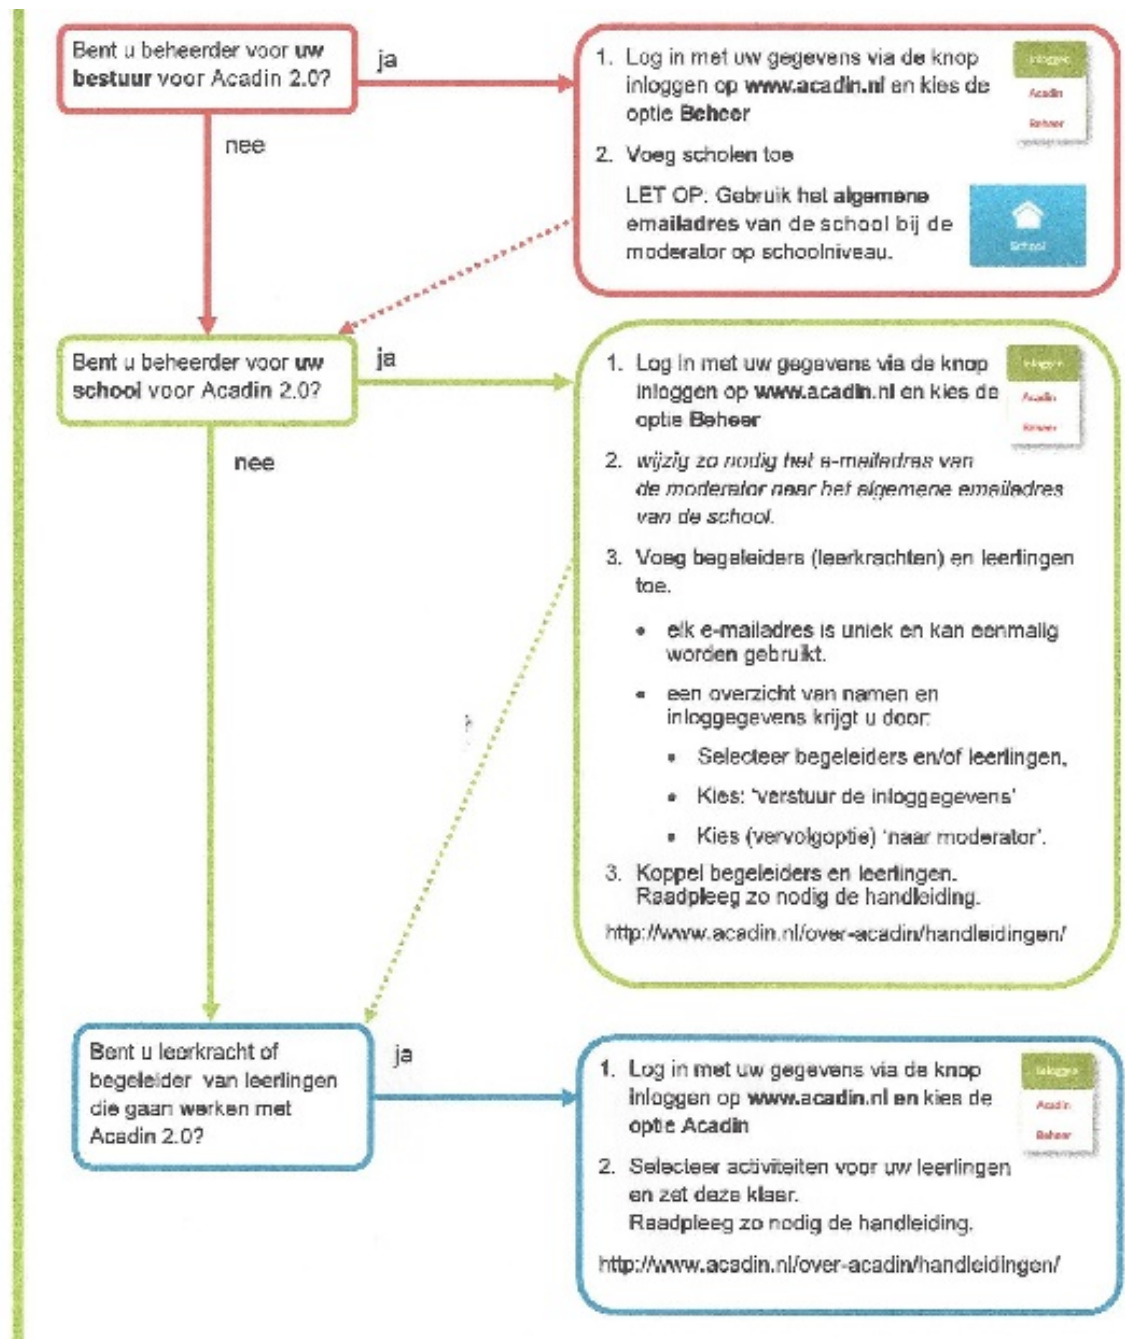 Bent u beheerder voor uw
bestuur voor Acadin 2.0?
ja
nee
1. Log in met uw gegevens via de knop
inloggen op www.acadin.nl en kies de
optie Beheer
Inloggen
Acadin
Beheer
2. Voeg scholen toe
LET OP: Gebruik het algemene
emailadres van de school bij de
moderator op schoolniveau.
School
Bent u beheerder voor uw
school voor Acadin 2.0?
ja
nee
1. Log in met uw gegevens via de knop
inloggen op www.acadin.nl en kies de
optie Beheer
Inloggen
Acadin
Beheer
2. wijzig zo nodig het e-mailadres van
de moderator naar het algemene emailadres
van de school.
3. Voeg begeleiders (leerkrachten) en leerlingen
toe.
• elk e-mailadres is uniek en kan eenmalig
worden gebruikt.
• een overzicht van namen en
inloggegevens krijgt u door:
• Selecteer begeleiders en/of leerlingen,
• Kies: 'verstuur de inloggegevens'
• Kies (vervolgoptie) 'naar moderator'.
3. Koppel begeleiders en leerlingen.
Raadpleeg zo nodig de handleiding.
http://www.acadin.nl/over-acadin/handleidingen/
Bent u leerkracht of
begeleider van leerlingen
die gaan werken met
Acadin 2.0?
ja
1. Log in met uw gegevens via de knop
inloggen op www.acadin.nl en kies de
optie Acadin
Inloggen
Acadin
Beheer
2. Selecteer activiteiten voor uw leerlingen
en zet deze klaar.
Raadpleeg zo nodig de handleiding.
http://www.acadin.nl/over-acadin/handleidingen/